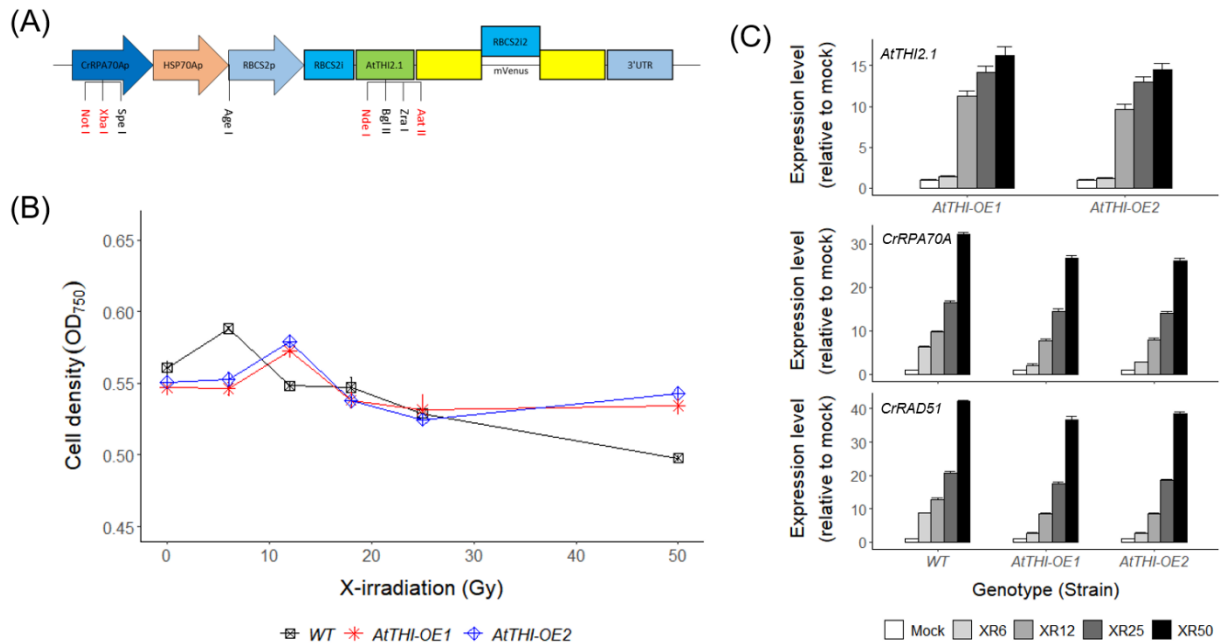 (A)
CrRPA70Ap HSP70Ap RBCS2p RBCS2i AtTHI2.1 RBCS2i2 mVenus 3'UTR
Not I Xba I Spe I Age I Nde I Bgl II Zra I Aat II
(B)
Cell density (OD750)
0.65
0.60
0.55
0.50
0.45
0 10 20 30 40 50
X-irradiation (Gy)
WT AtTHI-OE1 AtTHI-OE2
(C)
AtTHI2.1
Expression level
(relative to mock)
15
10
5
0
AtTHI-OE1 AtTHI-OE2
CrRPA70A
Expression level
(relative to mock)
30
20
10
0
CrRAD51
Expression level
(relative to mock)
40
30
20
10
0
WT AtTHI-OE1 AtTHI-OE2
Genotype (Strain)
Mock XR6 XR12 XR25 XR50